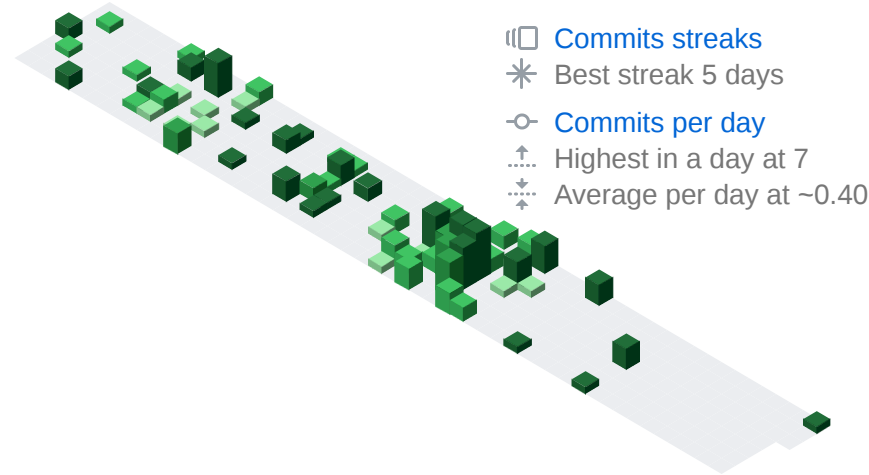 Commits streaks
Best streak 5 days
Commits per day
Highest in a day at 7
Average per day at ~0.40